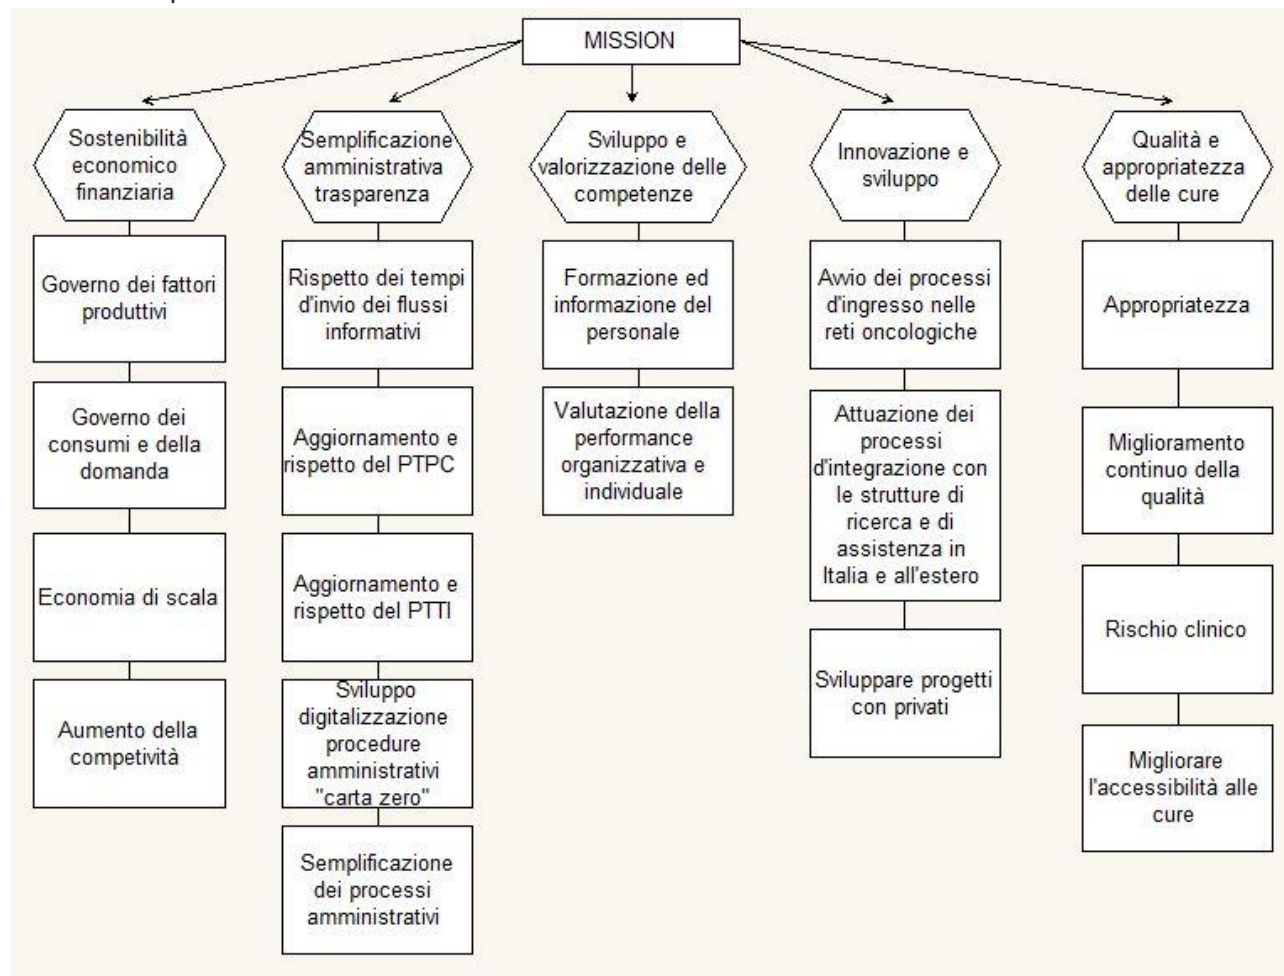 MISSION
Sostenibilità
economico
finanziaria
Governo dei fattori
produttivi
Governo dei
consumi e della
domanda
Economia di scala
Aumento della
competività
Semplificazione
amministrativa
trasparenza
Rispetto dei tempi
d'invio dei flussi
informativi
Aggiornamento e
rispetto del PTPC
Aggiornamento e
rispetto del PTTI
Sviluppo
digitalizzazione
procedure
amministrativi
"carta zero"
Semplificazione
dei processi
amministrativi
Sviluppo e
valorizzazione delle
competenze
Formazione ed
informazione del
personale
Valutazione della
performance
organizzativa e
individuale
Innovazione e
sviluppo
Avvio dei processi
d'ingresso nelle
reti oncologiche
Attuazione dei
processi
d'integrazione con
le strutture di
ricerca e di
assistenza in
Italia e all'estero
Sviluppare progetti
con privati
Qualità e
appropriatezza
delle cure
Appropriatezza
Miglioramento
continuo della
qualità
Rischio clinico
Migliorare
l'accessibilità alle
cure